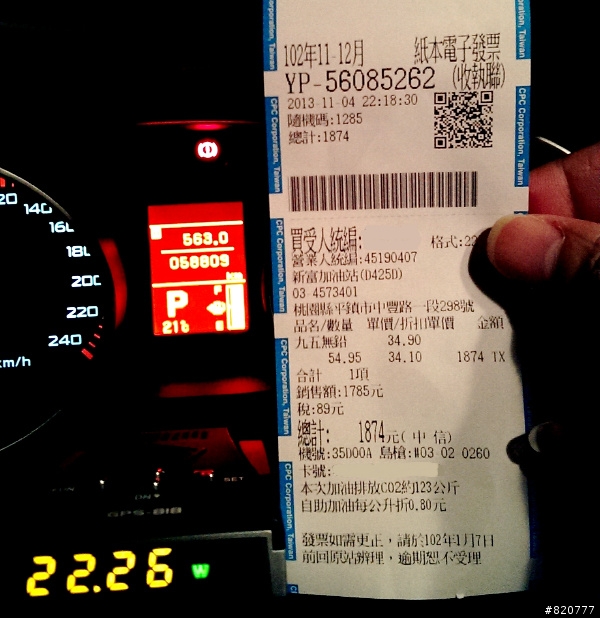 CPC Corporation, Taiwan
102年11-12月 紙本電子發票
YP-56085262 (收執聯)
2013-11-04 22:18:30
隨機碼:1285
總計:1874
買受人統編: 格式:
營業人統編:45190407
新富加油站(D425D)
03-4573401
桃園縣平鎮市中豐路一段298號
品名/數量 單價/折扣單價 金額
九五無鉛 34.90
54.95 34.10 1874 TX
合計 1項
銷售額:1785元
稅:89元
總計: 1874元(中信)
機號:35D00A 島槍:#03 02 0260
卡號:
本次加油排放CO2約123公斤
自助加油每公升折0.80元
發票如需更正，請於102年1月7日
前回原站辦理，逾期恕不受理
20
140
160
180
200
220
240
km/h
563.0
058809
km
P
F
21°c
E
ON
SET
GPS-818
22.26 W
#820777